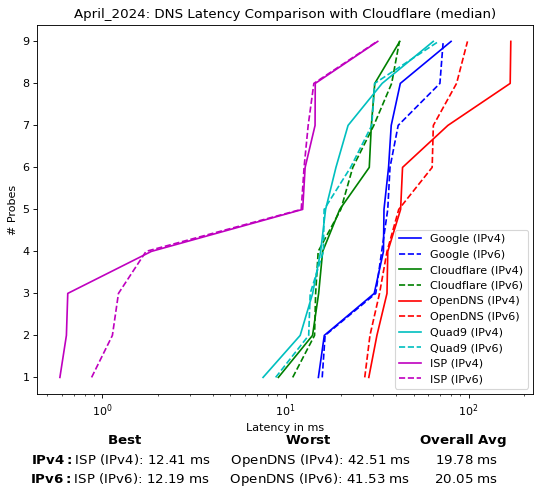 April_2024: DNS Latency Comparison with Cloudflare (median)
# Probes
9
8
7
6
5
4
3
2
1
Google (IPv4)
Google (IPv6)
Cloudflare (IPv4)
Cloudflare (IPv6)
OpenDNS (IPv4)
OpenDNS (IPv6)
Quad9 (IPv4)
Quad9 (IPv6)
ISP (IPv4)
ISP (IPv6)
10⁰ 10¹ 10²
Latency in ms
Best Worst Overall Avg
IPv4: ISP (IPv4): 12.41 ms OpenDNS (IPv4): 42.51 ms 19.78 ms
IPv6: ISP (IPv6): 12.19 ms OpenDNS (IPv6): 41.53 ms 20.05 ms